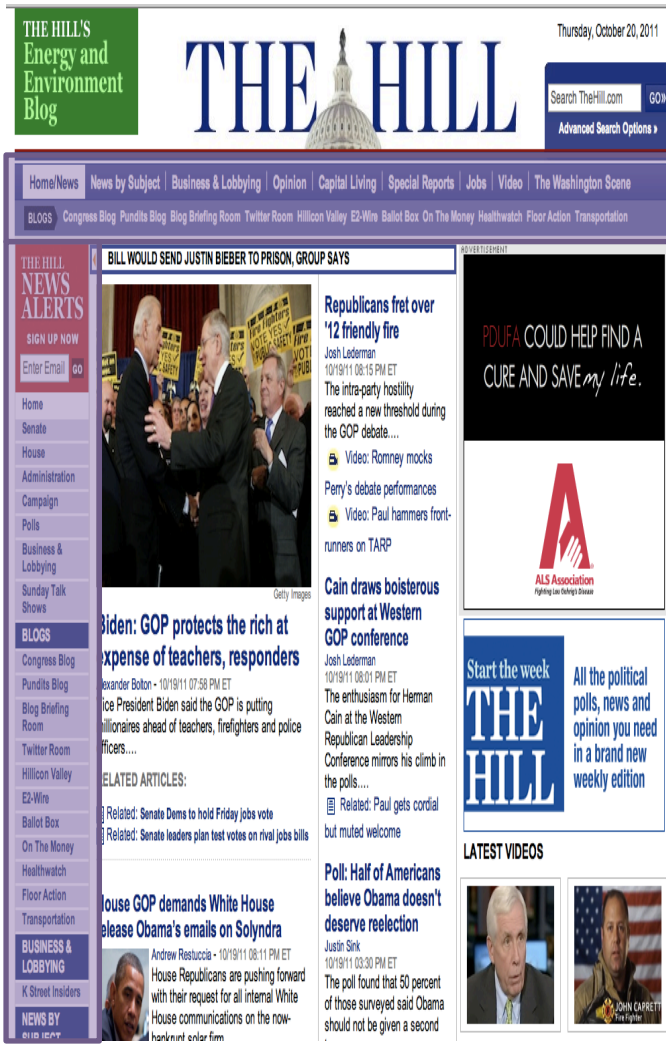 THE HILL'S
Energy and
Environment
Blog
THE HILL
Thursday, October 20, 2011
Search TheHill.com GO»
Advanced Search Options »
Home/News News by Subject Business & Lobbying Opinion Capital Living Special Reports Jobs Video The Washington Scene
BLOGS Congress Blog Pundits Blog Blog Briefing Room Twitter Room Hillicon Valley E2-Wire Ballot Box On The Money Healthwatch Floor Action Transportation
THE HILL
NEWS
ALERTS
SIGN UP NOW
Enter Email GO
Home
Senate
House
Administration
Campaign
Polls
Business &
Lobbying
Sunday Talk
Shows
BLOGS
Congress Blog
Pundits Blog
Blog Briefing
Room
Twitter Room
Hillicon Valley
E2-Wire
Ballot Box
On The Money
Healthwatch
Floor Action
Transportation
BUSINESS &
LOBBYING
K Street Insiders
NEWS BY
SUBJECT
BILL WOULD SEND JUSTIN BIEBER TO PRISON, GROUP SAYS
Getty Images
Biden: GOP protects the rich at
expense of teachers, responders
lexander Bolton - 10/19/11 07:58 PM ET
ice President Biden said the GOP is putting
illionaires ahead of teachers, firefighters and police
fficers....
RELATED ARTICLES:
Related: Senate Dems to hold Friday jobs vote
Related: Senate leaders plan test votes on rival jobs bills
House GOP demands White House
elease Obama's emails on Solyndra
Andrew Restuccia - 10/19/11 08:11 PM ET
House Republicans are pushing forward
with their request for all internal White
House communications on the now-
bankrupt solar firm
Republicans fret over
'12 friendly fire
Josh Lederman
10/19/11 08:15 PM ET
The intra-party hostility
reached a new threshold during
the GOP debate....
Video: Romney mocks
Perry's debate performances
Video: Paul hammers front-
runners on TARP
Cain draws boisterous
support at Western
GOP conference
Josh Lederman
10/19/11 08:01 PM ET
The enthusiasm for Herman
Cain at the Western
Republican Leadership
Conference mirrors his climb in
the polls....
Related: Paul gets cordial
but muted welcome
Poll: Half of Americans
believe Obama doesn't
deserve reelection
Justin Sink
10/19/11 03:30 PM ET
The poll found that 50 percent
of those surveyed said Obama
should not be given a second
ADVERTISEMENT
PDUFA COULD HELP FIND A
CURE AND SAVE my life.
ALS Association
Fighting Lou Gehrig's Disease
Start the week
THE
HILL
All the political
polls, news and
opinion you need
in a brand new
weekly edition
LATEST VIDEOS
JOHN CAPRETT
Fire Fighter